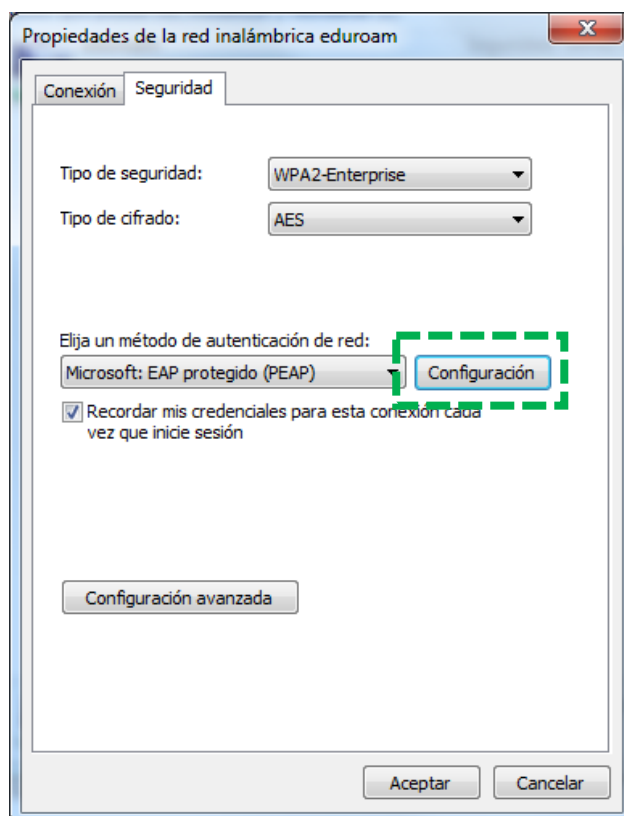 Propiedades de la red inalámbrica eduroam
Conexión Seguridad
Tipo de seguridad: WPA2-Enterprise
Tipo de cifrado: AES
Elija un método de autenticación de red:
Microsoft: EAP protegido (PEAP) Configuración
Recordar mis credenciales para esta conexión cada
vez que inicie sesión
Configuración avanzada
Aceptar Cancelar